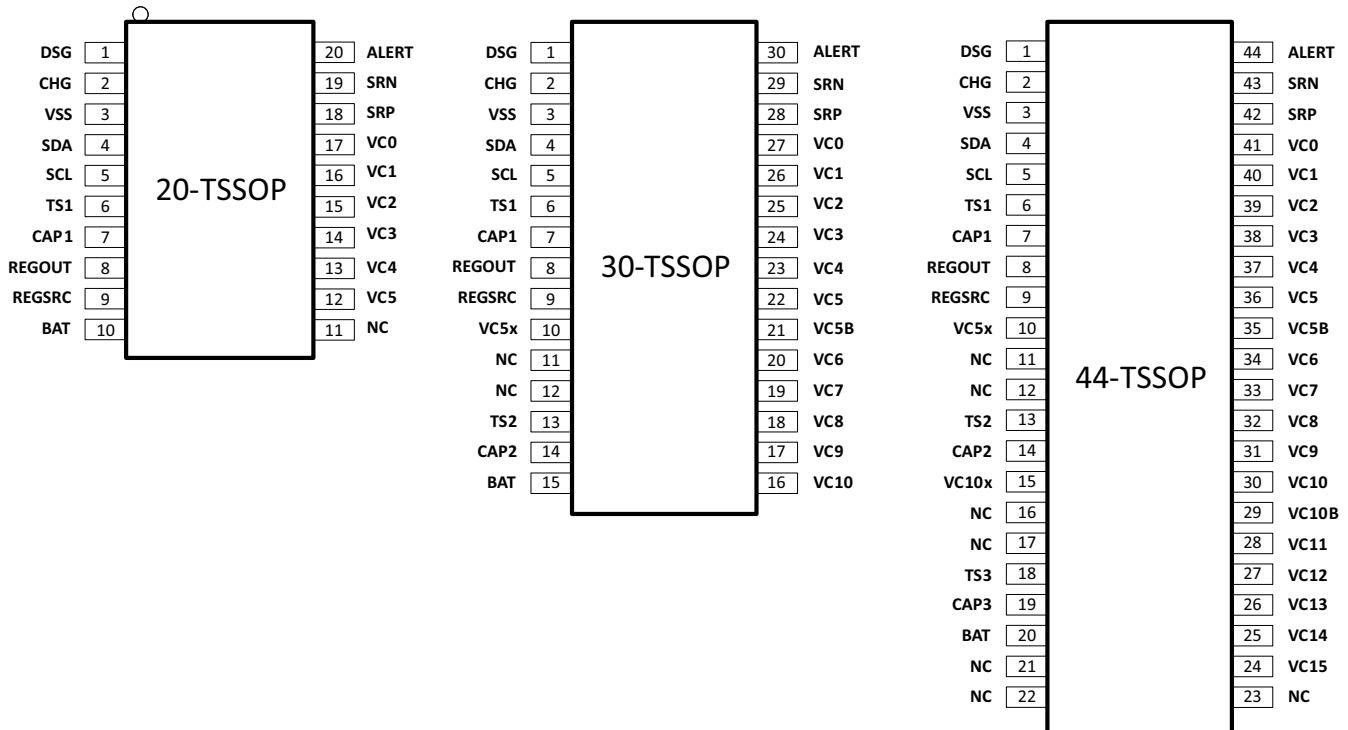 DSG 1 20 ALERT
CHG 2 19 SRN
VSS 3 18 SRP
SDA 4 17 VC0
SCL 5 16 VC1
TS1 6 15 VC2
CAP1 7 14 VC3
REGOUT 8 13 VC4
REGSRC 9 12 VC5
BAT 10 11 NC
20-TSSOP
DSG 1 30 ALERT
CHG 2 29 SRN
VSS 3 28 SRP
SDA 4 27 VC0
SCL 5 26 VC1
TS1 6 25 VC2
CAP1 7 24 VC3
REGOUT 8 23 VC4
REGSRC 9 22 VC5
VC5x 10 21 VC5B
NC 11 20 VC6
NC 12 19 VC7
TS2 13 18 VC8
CAP2 14 17 VC9
BAT 15 16 VC10
30-TSSOP
DSG 1 44 ALERT
CHG 2 43 SRN
VSS 3 42 SRP
SDA 4 41 VC0
SCL 5 40 VC1
TS1 6 39 VC2
CAP1 7 38 VC3
REGOUT 8 37 VC4
REGSRC 9 36 VC5
VC5x 10 35 VC5B
NC 11 34 VC6
NC 12 33 VC7
TS2 13 32 VC8
CAP2 14 31 VC9
VC10x 15 30 VC10
NC 16 29 VC10B
NC 17 28 VC11
TS3 18 27 VC12
CAP3 19 26 VC13
BAT 20 25 VC14
NC 21 24 VC15
NC 22 23 NC
44-TSSOP